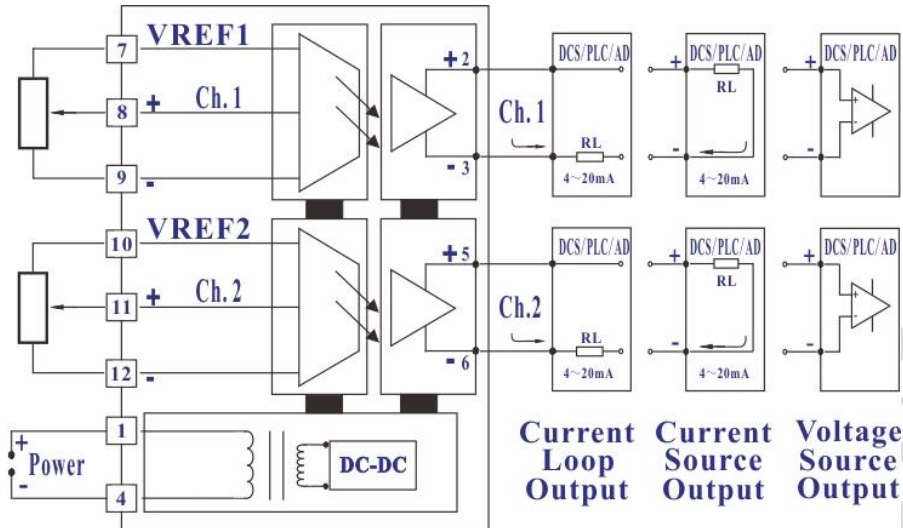 7
VREF1
8
+
Ch. 1
9
-
+ 2
- 3
Ch. 1
DCS/PLC/AD
RL
4～20mA
+
DCS/PLC/AD
RL
-
4～20mA
+
DCS/PLC/AD
+
-
-
10
VREF2
11
+
Ch. 2
12
-
+5
- 6
Ch.2
DCS/PLC/AD
RL
4～20mA
+
DCS/PLC/AD
RL
-
4～20mA
+
DCS/PLC/AD
+
-
-
1
+
Power
-
4
DC-DC
Current
Loop
Output
Current
Source
Output
Voltage
Source
Output